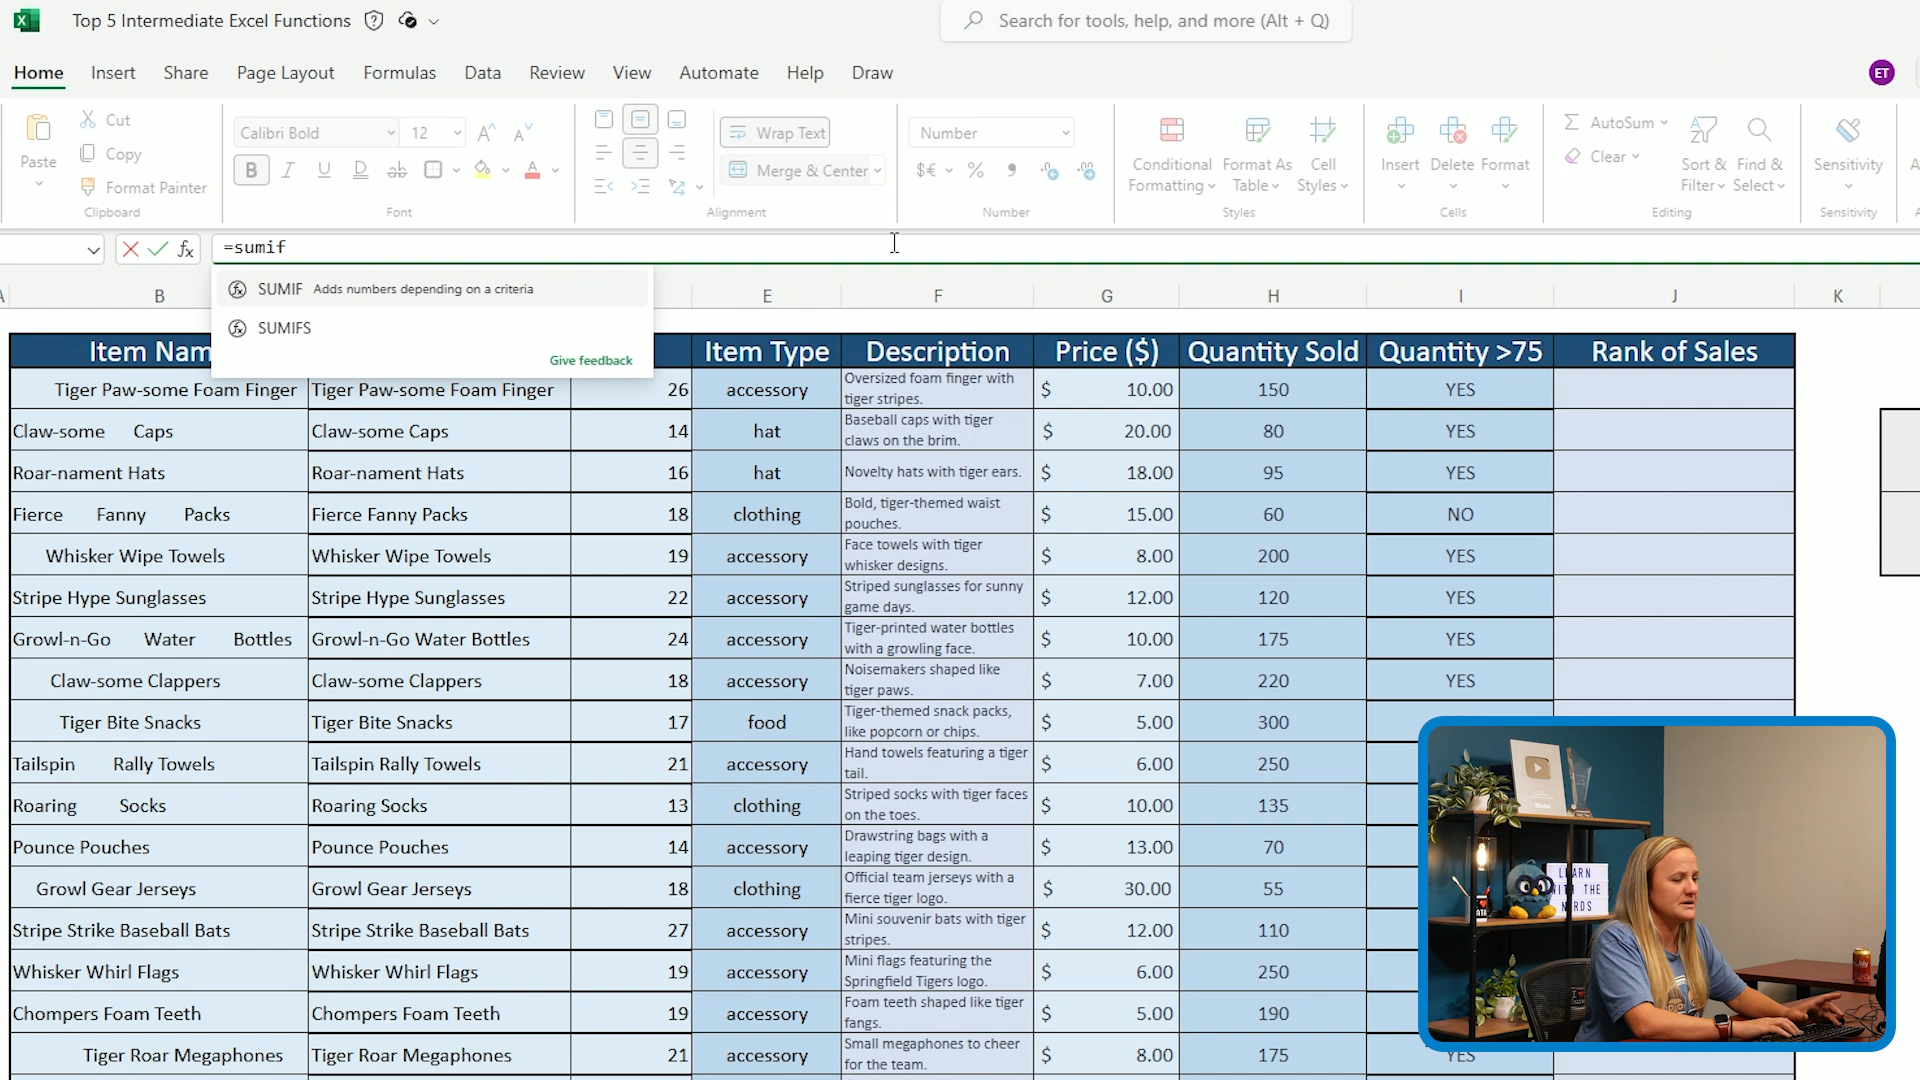 Top 5 Intermediate Excel Functions
Search for tools, help, and more (Alt + Q)
Home Insert Share Page Layout Formulas Data Review View Automate Help Draw
ET
Paste
Cut
Copy
Format Painter
Clipboard
Calibri Bold 12
Font
Wrap Text
Merge & Center
Alignment
Number
Number
Conditional Formatting
Format As Table
Cell Styles
Styles
Insert Delete Format
Cells
AutoSum
Clear
Sort & Filter
Find & Select
Editing
Sensitivity
Sensitivity
=sumif
SUMIF Adds numbers depending on a criteria
SUMIFS
Give feedback
B E F G H I J K
Item Nam Item Type Description Price ($) Quantity Sold Quantity >75 Rank of Sales
Tiger Paw-some Foam Finger Tiger Paw-some Foam Finger 26 accessory Oversized foam finger with tiger stripes. $ 10.00 150 YES
Claw-some Caps Claw-some Caps 14 hat Baseball caps with tiger claws on the brim. $ 20.00 80 YES
Roar-nament Hats Roar-nament Hats 16 hat Novelty hats with tiger ears. $ 18.00 95 YES
Fierce Fanny Packs Fierce Fanny Packs 18 clothing Bold, tiger-themed waist pouches. $ 15.00 60 NO
Whisker Wipe Towels Whisker Wipe Towels 19 accessory Face towels with tiger whisker designs. $ 8.00 200 YES
Stripe Hype Sunglasses Stripe Hype Sunglasses 22 accessory Striped sunglasses for sunny game days. $ 12.00 120 YES
Growl-n-Go Water Bottles Growl-n-Go Water Bottles 24 accessory Tiger-printed water bottles with a growling face. $ 10.00 175 YES
Claw-some Clappers Claw-some Clappers 18 accessory Noisemakers shaped like tiger paws. $ 7.00 220 YES
Tiger Bite Snacks Tiger Bite Snacks 17 food Tiger-themed snack packs, like popcorn or chips. $ 5.00 300
Tailspin Rally Towels Tailspin Rally Towels 21 accessory Hand towels featuring a tiger tail. $ 6.00 250
Roaring Socks Roaring Socks 13 clothing Striped socks with tiger faces on the toes. $ 10.00 135
Pounce Pouches Pounce Pouches 14 accessory Drawstring bags with a leaping tiger design. $ 13.00 70
Growl Gear Jerseys Growl Gear Jerseys 18 clothing Official team jerseys with a fierce tiger logo. $ 30.00 55
Stripe Strike Baseball Bats Stripe Strike Baseball Bats 27 accessory Mini souvenir bats with tiger stripes. $ 12.00 110
Whisker Whirl Flags Whisker Whirl Flags 19 accessory Mini flags featuring the Springfield Tigers logo. $ 6.00 250
Chompers Foam Teeth Chompers Foam Teeth 19 accessory Foam teeth shaped like tiger fangs. $ 5.00 190
Tiger Roar Megaphones Tiger Roar Megaphones 21 accessory Small megaphones to cheer for the team. $ 8.00 175 YES
LEARN
WITH THE
NERDS